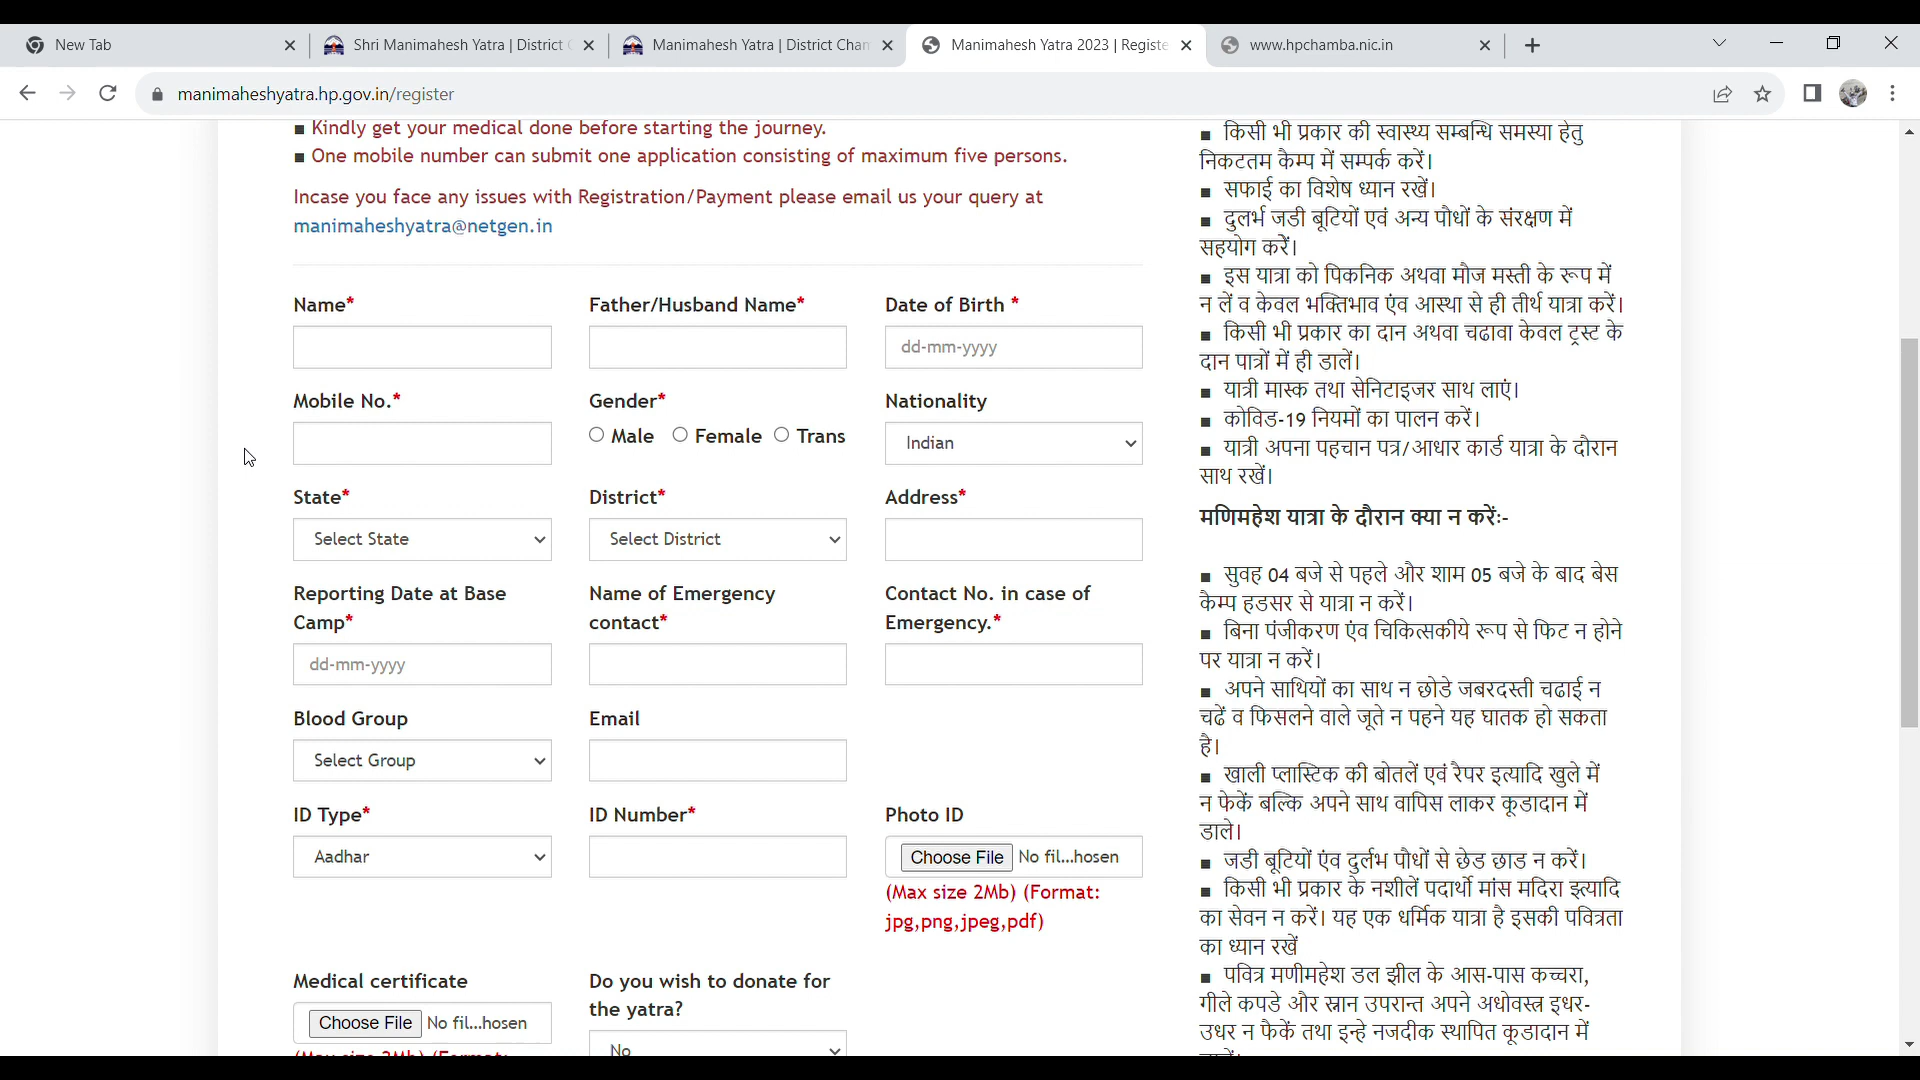 New Tab
Shri Manimahesh Yatra | District
Manimahesh Yatra | District Cham
Manimahesh Yatra 2023 | Registe
www.hpchamba.nic.in
manimaheshyatra.hp.gov.in/register
■ Kindly get your medical done before starting the journey.
■ One mobile number can submit one application consisting of maximum five persons.
Incase you face any issues with Registration/Payment please email us your query at
manimaheshyatra@netgen.in
Name*
Father/Husband Name*
Date of Birth *
dd-mm-yyyy
Mobile No.*
Gender*
Nationality
Male
Female
Trans
Indian
State*
District*
Address*
Select State
Select District
Reporting Date at Base
Camp*
Name of Emergency
contact*
Contact No. in case of
Emergency.*
dd-mm-yyyy
Blood Group
Email
Select Group
ID Type*
ID Number*
Photo ID
Aadhar
Choose File No fil...hosen
(Max size 2Mb) (Format:
jpg,png,jpeg,pdf)
Medical certificate
Do you wish to donate for
the yatra?
Choose File No fil...hosen
No
(Max size 2Mb) (Format:
■ किसी भी प्रकार की स्वास्थ्य सम्बन्धि समस्या हेतु
निकटतम कैम्प में सम्पर्क करें।
■ सफाई का विशेष ध्यान रखें।
■ दुलर्भ जडी बूटियों एवं अन्य पौधों के संरक्षण में
सहयोग करें।
■ इस यात्रा को पिकनिक अथवा मौज मस्ती के रूप में
न लें व केवल भक्तिभाव एंव आस्था से ही तीर्थ यात्रा करें।
■ किसी भी प्रकार का दान अथवा चढावा केवल ट्रस्ट के
दान पात्रों में ही डालें।
■ यात्री मास्क तथा सेनिटाइजर साथ लाएं।
■ कोविड-19 नियमों का पालन करें।
■ यात्री अपना पहचान पत्र/आधार कार्ड यात्रा के दौरान
साथ रखें।
मणिमहेश यात्रा के दौरान क्या न करेंः-
■ सुवह 04 बजे से पहले और शाम 05 बजे के बाद बेस
कैम्प हडसर से यात्रा न करें।
■ बिना पंजीकरण एंव चिकित्सकीये रूप से फिट न होने
पर यात्रा न करें।
■ अपने साथियों का साथ न छोडे जबरदस्ती चढाई न
चढें व फिसलने वाले जूते न पहने यह घातक हो सकता
है।
■ खाली प्लास्टिक की बोतलें एवं रैपर इत्यादि खुले में
न फेकें बल्कि अपने साथ वापिस लाकर कूडादान में
डाले।
■ जडी बूटियों एंव दुर्लभ पौधों से छेड छाड न करें।
■ किसी भी प्रकार के नशीलें पदार्थो मांस मदिरा इत्यादि
का सेवन न करें। यह एक धर्मिक यात्रा है इसकी पवित्रता
का ध्यान रखें
■ पवित्र मणीमहेश डल झील के आस-पास कच्चरा,
गीले कपडे और स्नान उपरान्त अपने अधोवस्त्र इधर-
उधर न फैकें तथा इन्हे नजदीक स्थापित कूडादान में